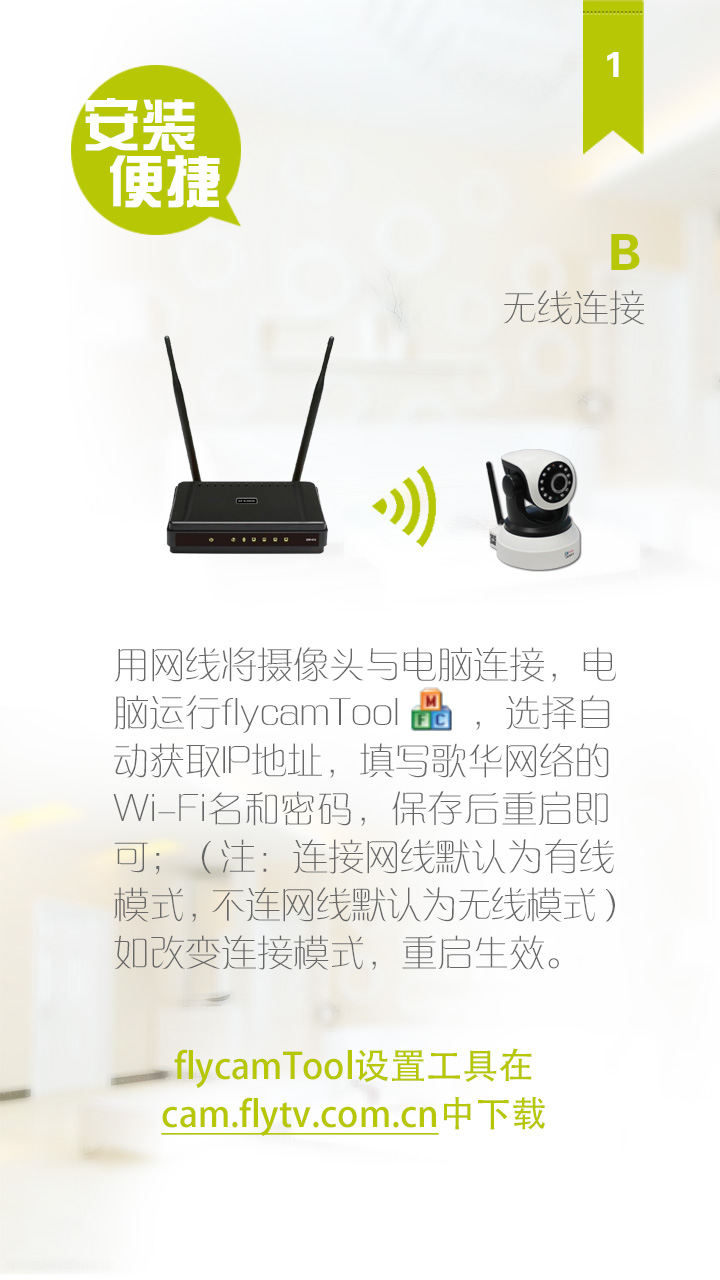 安装
便捷
1
B
无线连接
用网线将摄像头与电脑连接，电
脑运行flycamTool MFC ，选择自
动获取IP地址，填写歌华网络的
Wi-Fi名和密码，保存后重启即
可；（注：连接网线默认为有线
模式，不连网线默认为无线模式）
如改变连接模式，重启生效。
flycamTool设置工具在
cam.flytv.com.cn中下载